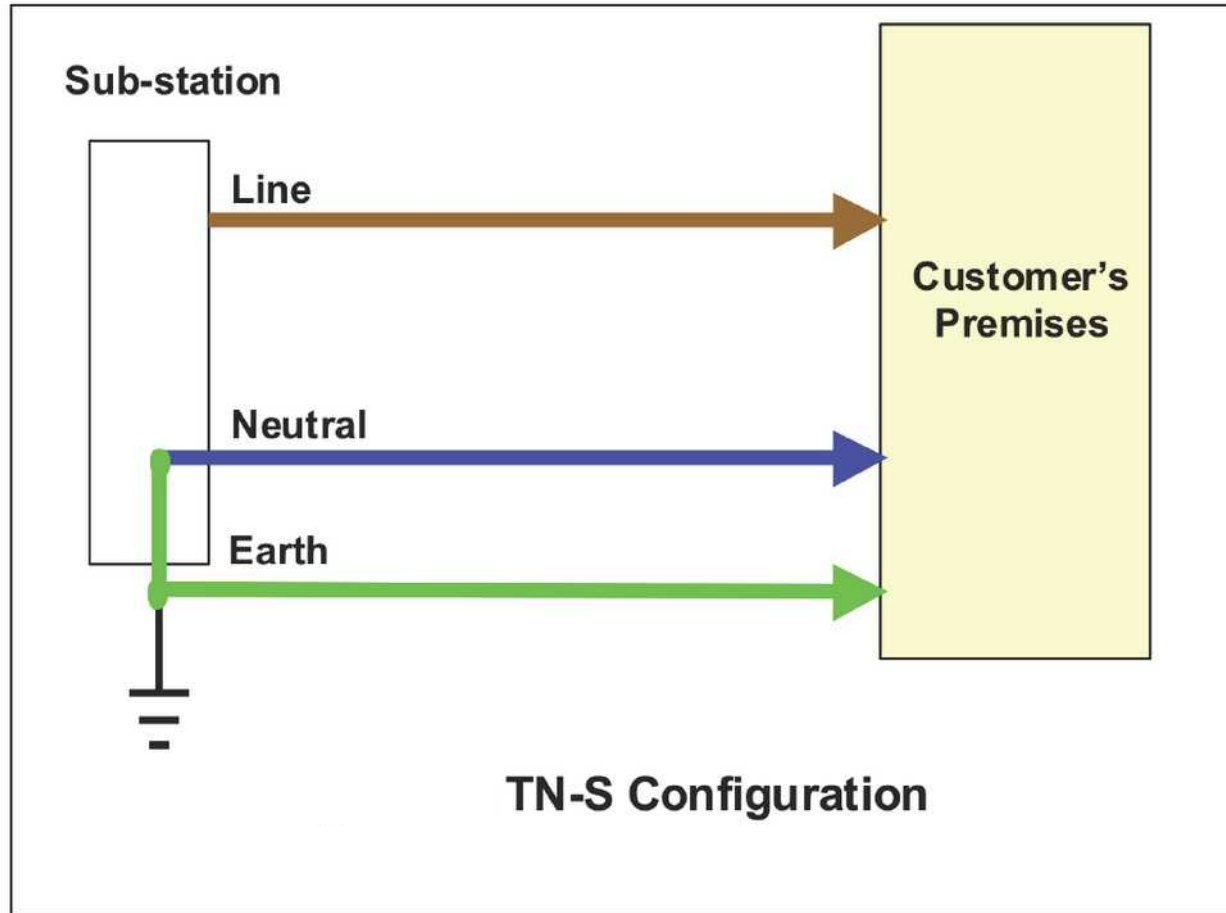 Sub-station
Line
Customer's
Premises
Neutral
Earth
TN-S Configuration